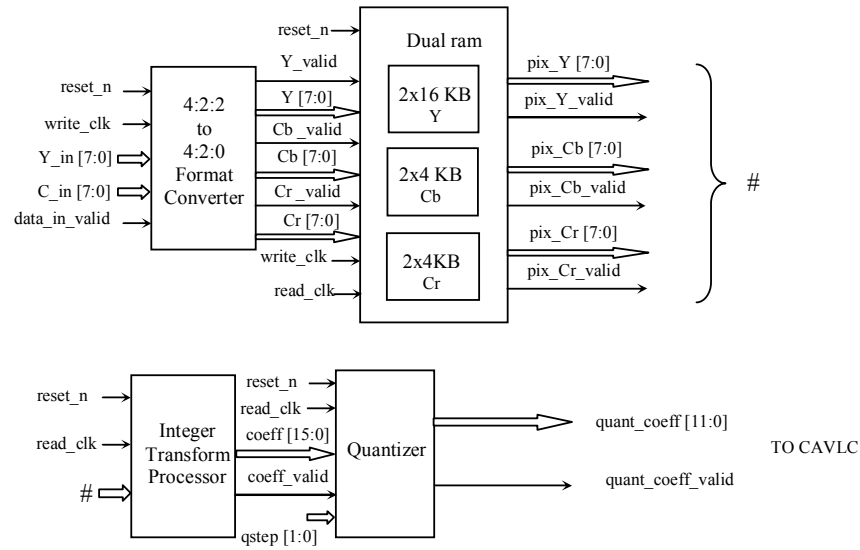 reset_n
write_clk
Y_in [7:0]
C_in [7:0]
data_in_valid
4:2:2
to
4:2:0
Format
Converter
Y_valid
Y [7:0]
Cb _valid
Cb [7:0]
Cr _valid
Cr [7:0]
reset_n
write_clk
read_clk
Dual ram
2x16 KB
Y
2x4 KB
Cb
2x4KB
Cr
pix_Y [7:0]
pix_Y_valid
pix_Cb [7:0]
pix_Cb_valid
pix_Cr [7:0]
pix_Cr_valid
#
reset_n
read_clk
#
Integer
Transform
Processor
reset_n
read_clk
coeff [15:0]
coeff_valid
qstep [1:0]
Quantizer
quant_coeff [11:0]
quant_coeff_valid
TO CAVLC